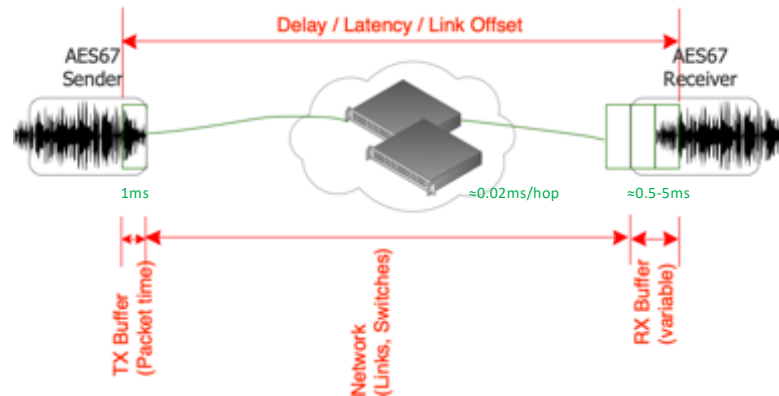 Delay / Latency / Link Offset
AES67
Sender
AES67
Receiver
1ms
≈0.02ms/hop
≈0.5-5ms
TX Buffer
(Packet time)
Network
(Links, Switches)
RX Buffer
(variable)